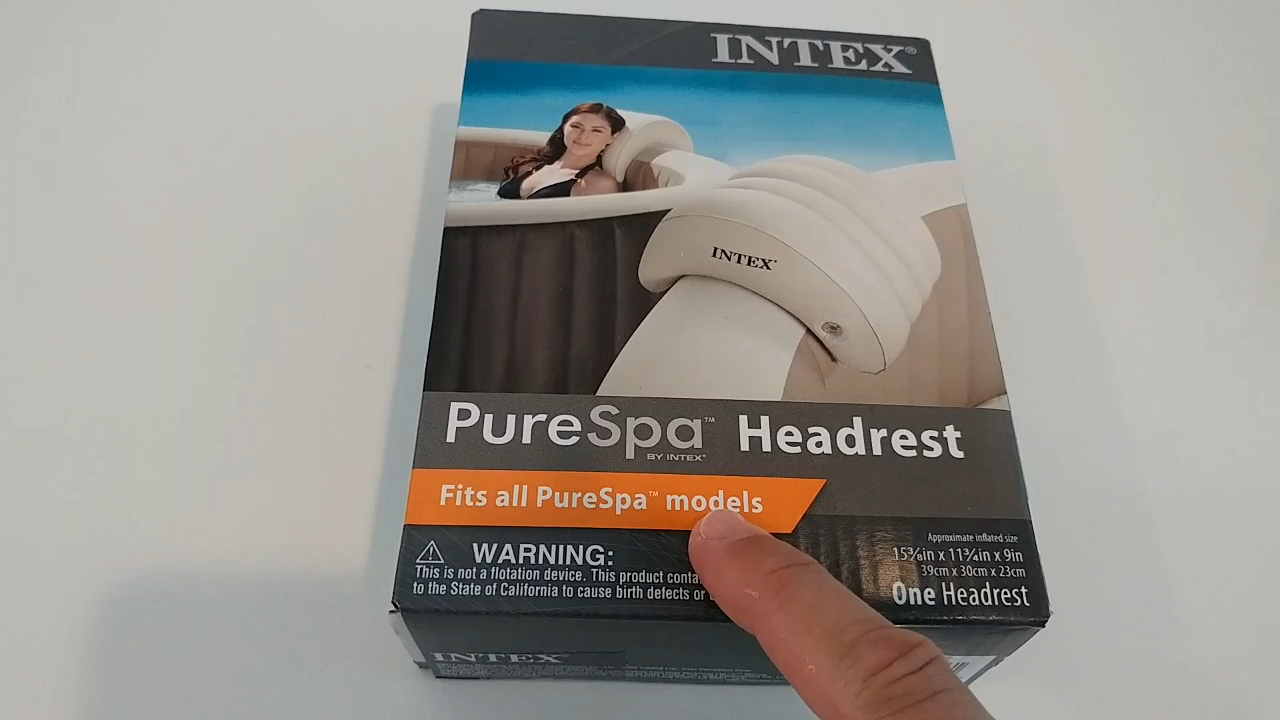 INTEX®
INTEX®
PureSpa™ Headrest
BY INTEX®
Fits all PureSpa™ models
Approximate inflated size
15⅜in x 11¾in x 9in
39cm x 30cm x 23cm
One Headrest
WARNING:
This is not a flotation device. This product
to the State of California to cause birth defects or
INTEX